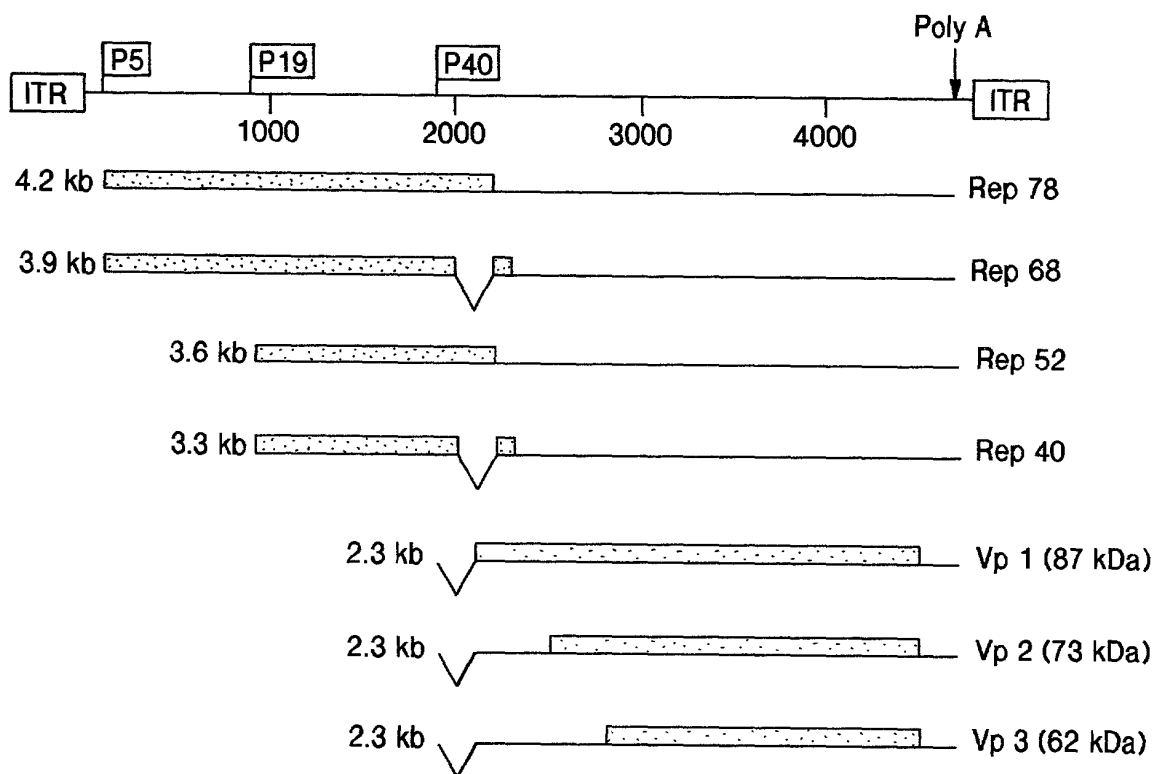 Poly A
P5 P19 P40
ITR ITR
1000 2000 3000 4000
4.2 kb Rep 78
3.9 kb Rep 68
3.6 kb Rep 52
3.3 kb Rep 40
2.3 kb Vp 1 (87 kDa)
2.3 kb Vp 2 (73 kDa)
2.3 kb Vp 3 (62 kDa)